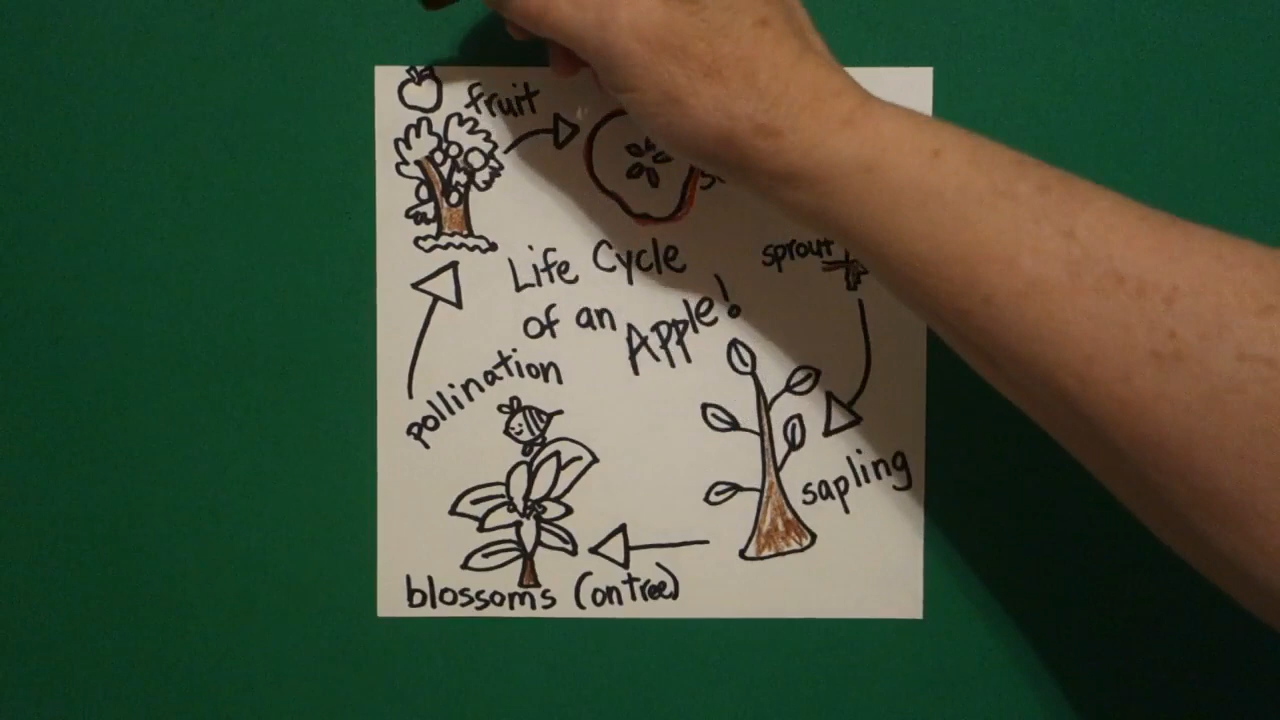 fruit
sprout
Life Cycle
of an Apple!
pollination
sapling
blossoms (on tree)